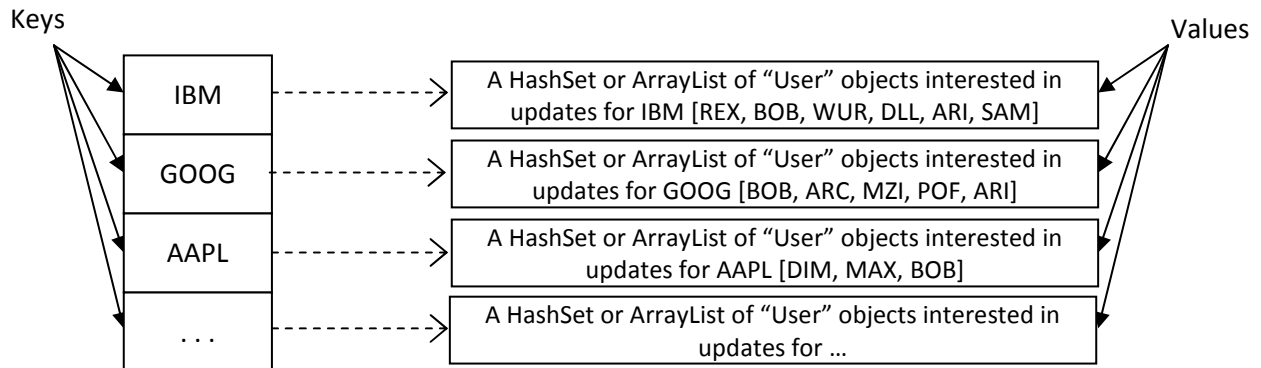 Keys
Values
IBM
A HashSet or ArrayList of “User” objects interested in
updates for IBM [REX, BOB, WUR, DLL, ARI, SAM]
GOOG
A HashSet or ArrayList of “User” objects interested in
updates for GOOG [BOB, ARC, MZI, POF, ARI]
AAPL
A HashSet or ArrayList of “User” objects interested in
updates for AAPL [DIM, MAX, BOB]
. . .
A HashSet or ArrayList of “User” objects interested in
updates for …